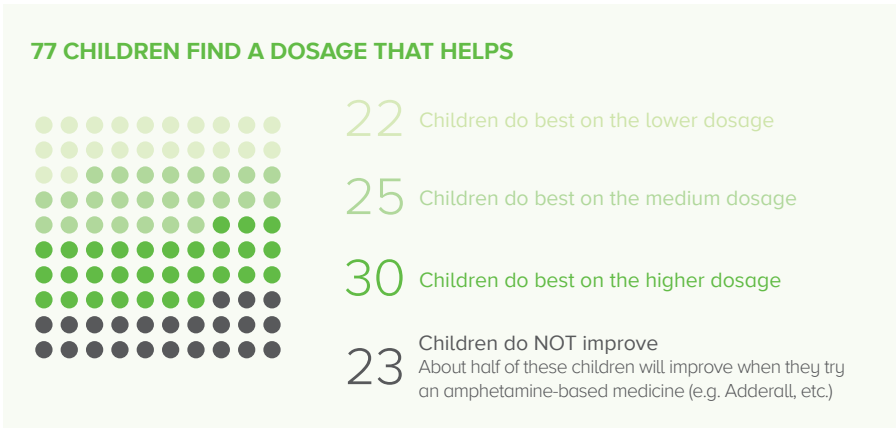 77 CHILDREN FIND A DOSAGE THAT HELPS
22 Children do best on the lower dosage
25 Children do best on the medium dosage
30 Children do best on the higher dosage
23 Children do NOT improve
About half of these children will improve when they try
an amphetamine-based medicine (e.g. Adderall, etc.)